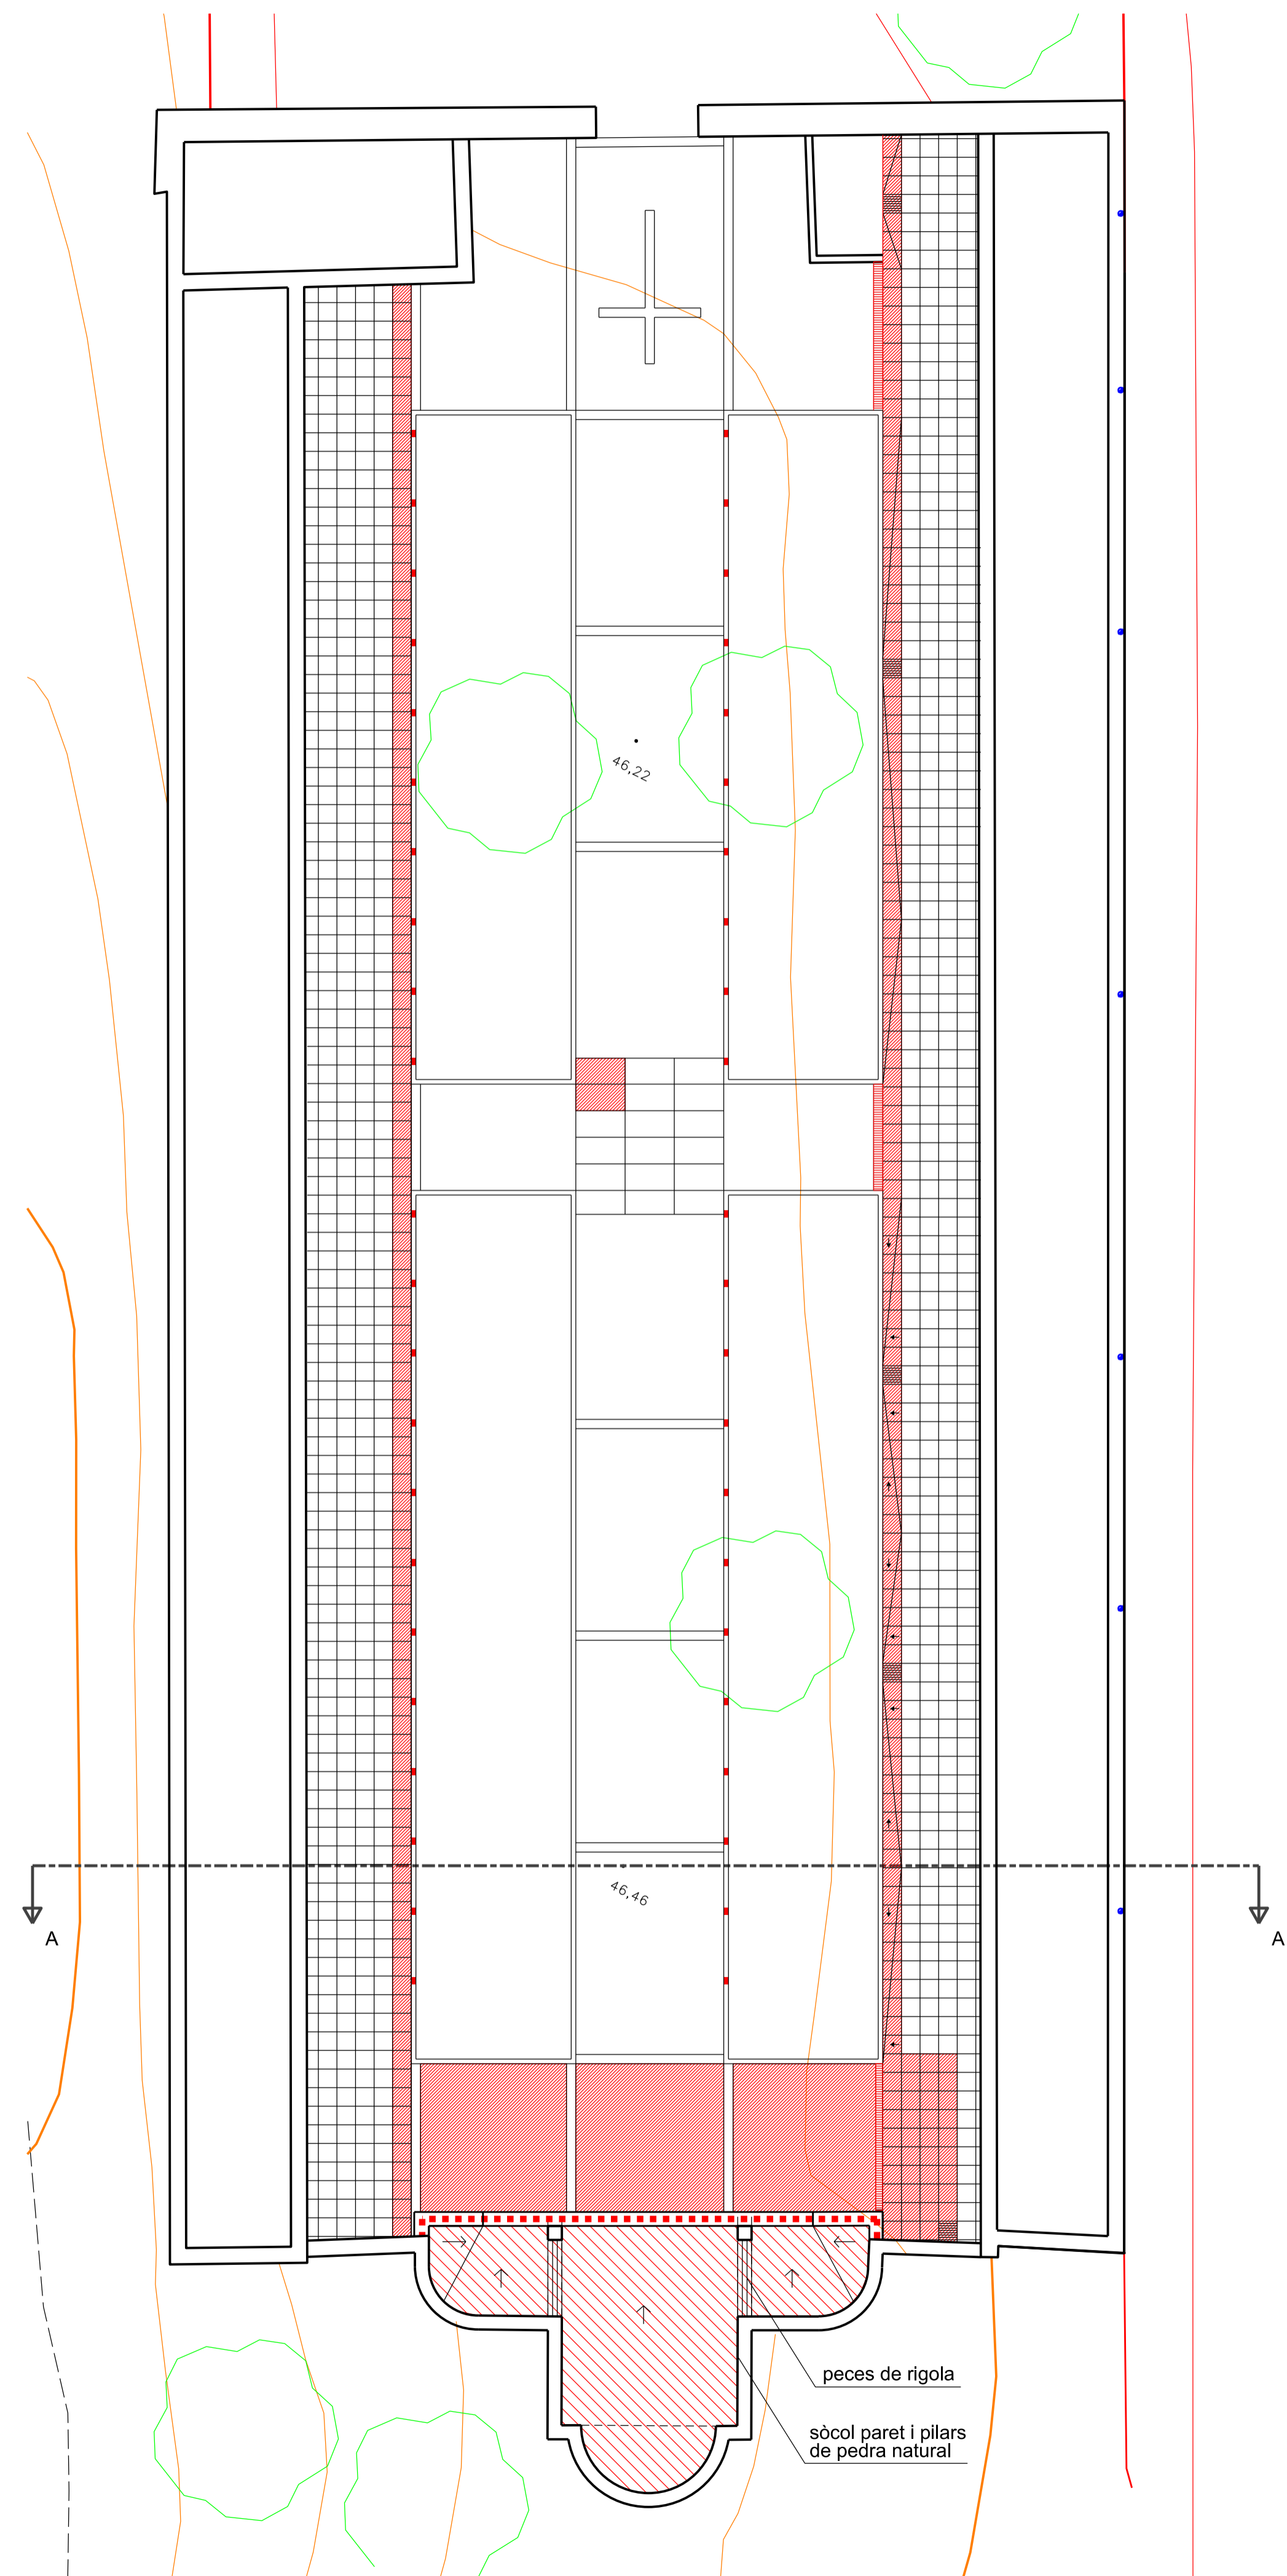 46,22
46,46
A
A
peces de rigola
sòcol paret i pilars
de pedra natural